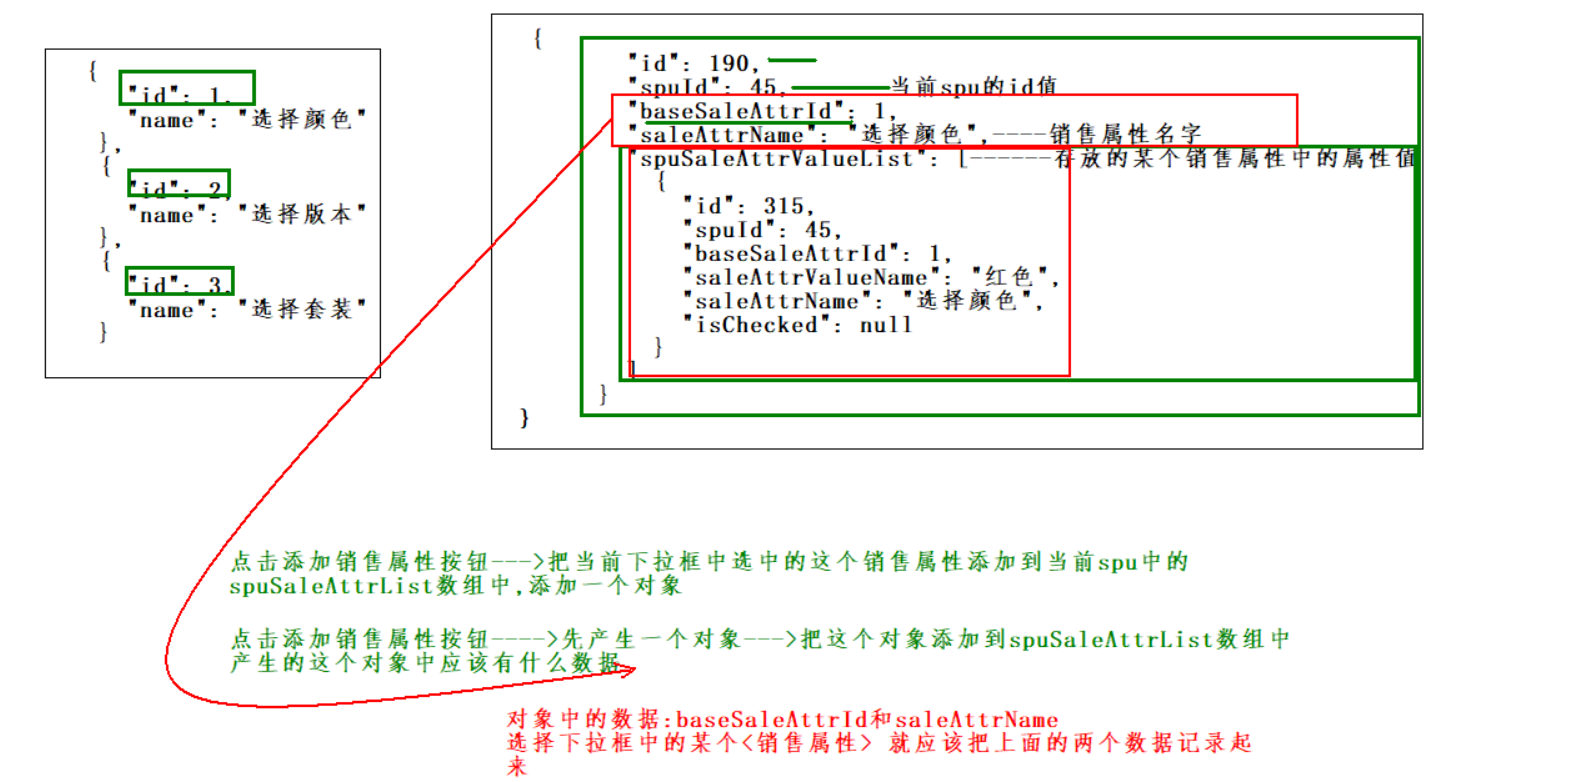 {
"id": 1,
"name": "选择颜色"
},
{
"id": 2,
"name": "选择版本"
},
{
"id": 3,
"name": "选择套装"
}
{
"id": 190,
"spuId": 45,————当前spu的id值
"baseSaleAttrId": 1,
"saleAttrName": "选择颜色",----销售属性名字
"spuSaleAttrValueList": [------存放的某个销售属性中的属性值
{
"id": 315,
"spuId": 45,
"baseSaleAttrId": 1,
"saleAttrValueName": "红色",
"saleAttrName": "选择颜色",
"isChecked": null
}
]
}
}
点击添加销售属性按钮--->把当前下拉框中选中的这个销售属性添加到当前spu中的
spuSaleAttrList数组中,添加一个对象
点击添加销售属性按钮---->先产生一个对象--->把这个对象添加到spuSaleAttrList数组中
产生的这个对象中应该有什么数据
对象中的数据:baseSaleAttrId和saleAttrName
选择下拉框中的某个<销售属性> 就应该把上面的两个数据记录起
来